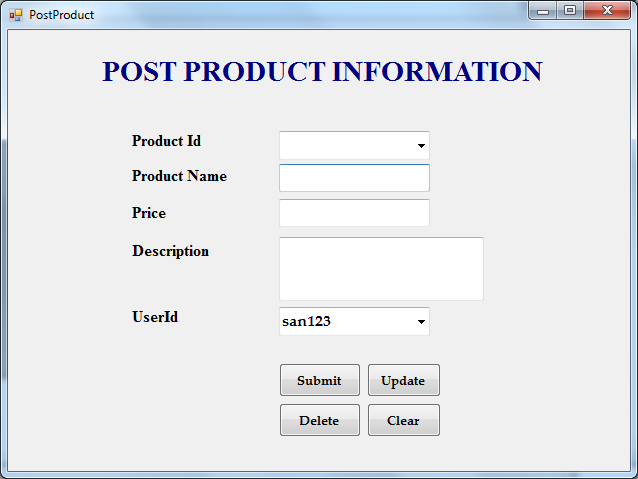 PostProduct
POST PRODUCT INFORMATION
Product Id
Product Name
Price
Description
UserId san123
Submit Update
Delete Clear